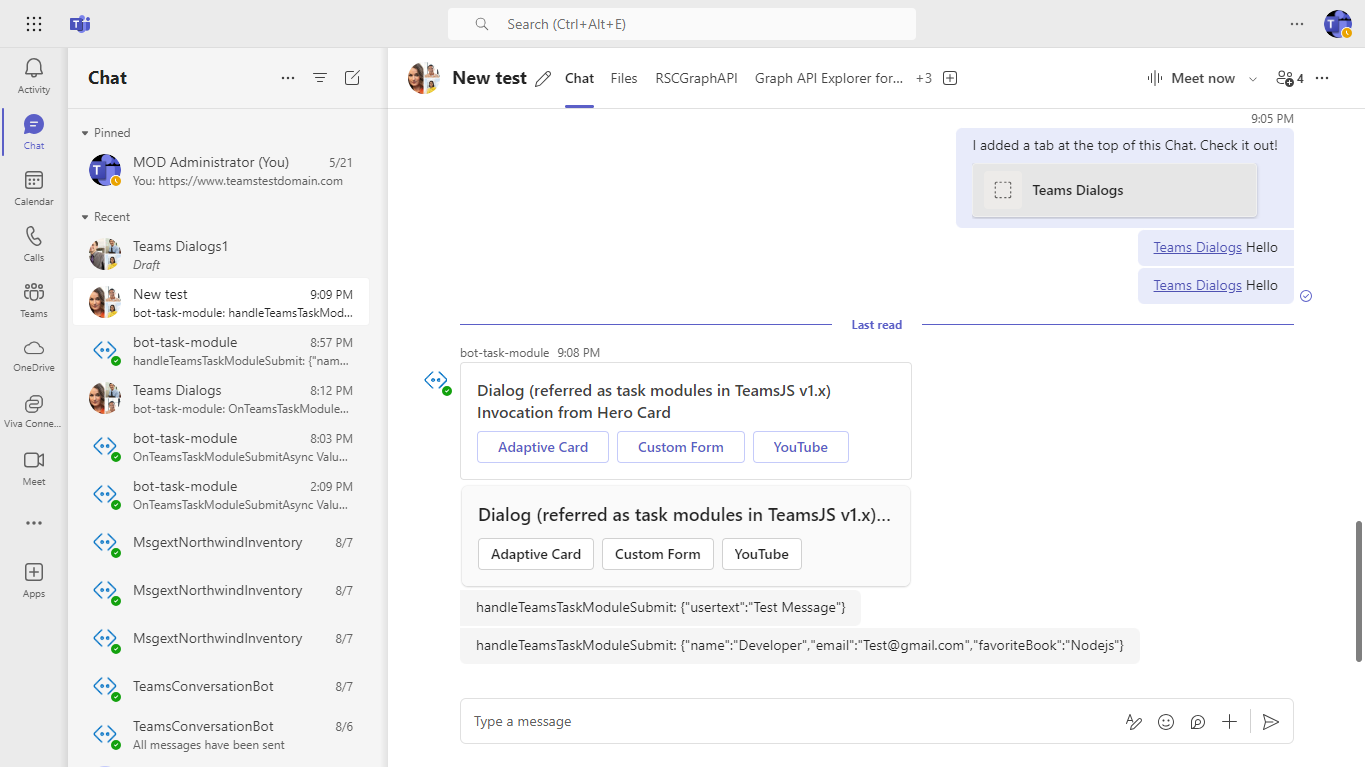 Search (Ctrl+Alt+E)
Activity
Chat
Calendar
Calls
Teams
OneDrive
Viva Conne...
Meet
Apps
Chat
Pinned
MOD Administrator (You) 5/21
You: https://www.teamstestdomain.com
Recent
Teams Dialogs1
Draft
New test 9:09 PM
bot-task-module: handleTeamsTaskMod...
bot-task-module 8:57 PM
handleTeamsTaskModuleSubmit: {"nam...
Teams Dialogs 8:12 PM
bot-task-module: OnTeamsTaskModule...
bot-task-module 8:03 PM
OnTeamsTaskModuleSubmitAsync Valu...
bot-task-module 2:09 PM
OnTeamsTaskModuleSubmitAsync Valu...
MsgextNorthwindInventory 8/7
MsgextNorthwindInventory 8/7
MsgextNorthwindInventory 8/7
TeamsConversationBot 8/7
TeamsConversationBot 8/6
All messages have been sent
New test Chat Files RSCGraphAPI Graph API Explorer for... +3 Meet now 4
9:05 PM
I added a tab at the top of this Chat. Check it out!
Teams Dialogs
Teams Dialogs Hello
Teams Dialogs Hello
Last read
bot-task-module 9:08 PM
Dialog (referred as task modules in TeamsJS v1.x)
Invocation from Hero Card
Adaptive Card Custom Form YouTube
Dialog (referred as task modules in TeamsJS v1.x)...
Adaptive Card Custom Form YouTube
handleTeamsTaskModuleSubmit: {"usertext":"Test Message"}
handleTeamsTaskModuleSubmit: {"name":"Developer","email":"Test@gmail.com","favoriteBook":"Nodejs"}
Type a message